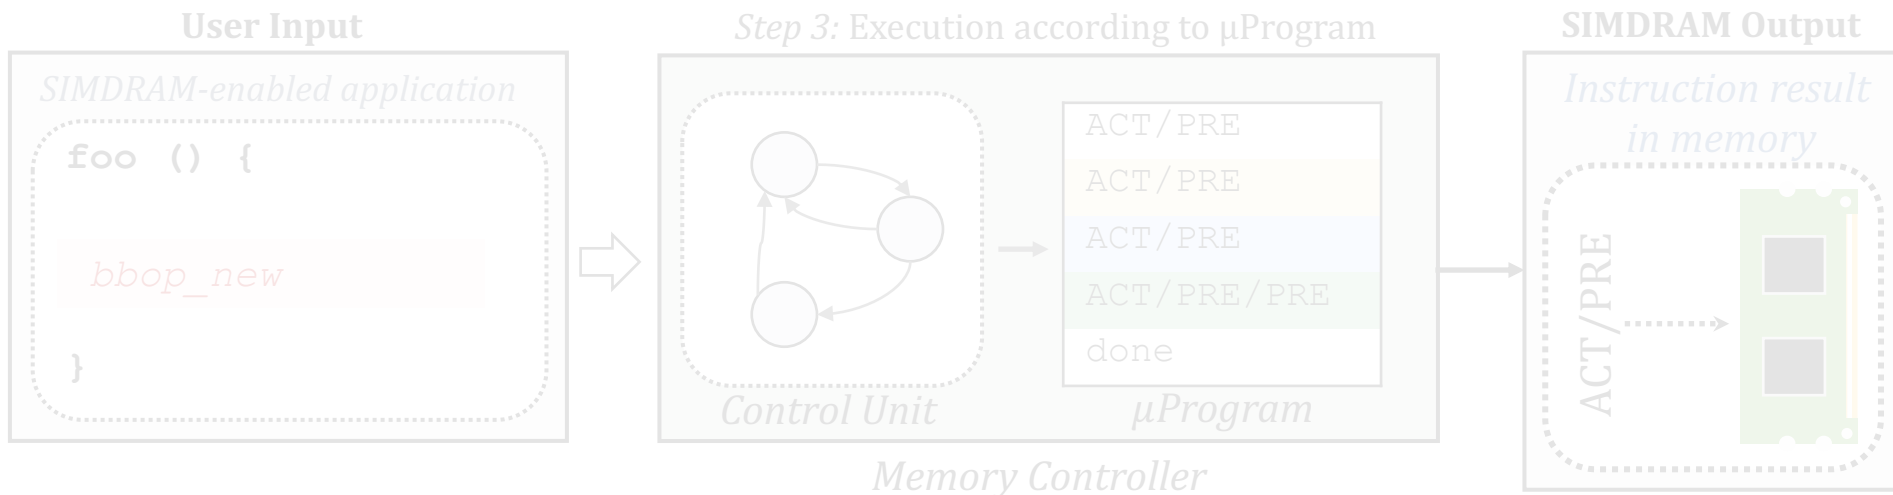 User Input
SIMDRAM-enabled application
foo () {
bbop_new
}
Step 3: Execution according to μProgram
ACT/PRE
ACT/PRE
ACT/PRE
ACT/PRE/PRE
done
Control Unit
μProgram
Memory Controller
SIMDRAM Output
Instruction result
in memory
ACT/PRE